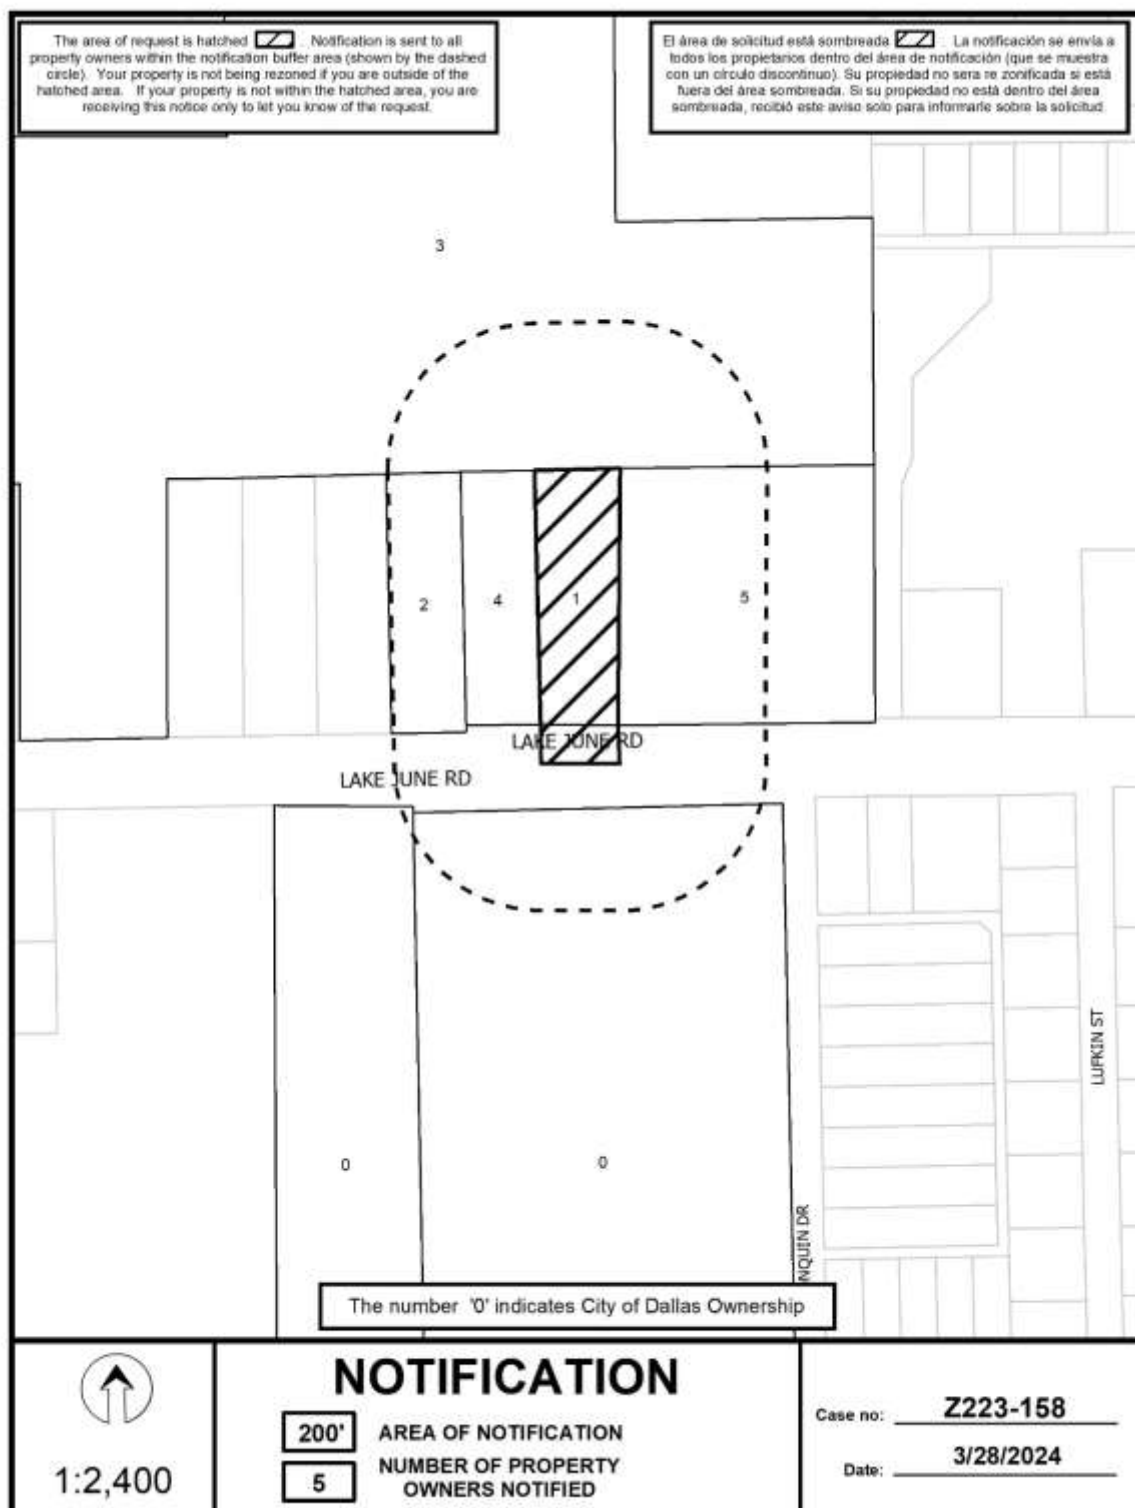 The area of request is hatched . Notification is sent to all
property owners within the notification buffer area (shown by the dashed
circle). Your property is not being rezoned if you are outside of the
hatched area. If your property is not within the hatched area, you are
receiving this notice only to let you know of the request.
El área de solicitud está sombreada . La notificación se envía a
todos los propietarios dentro del área de notificación (que se muestra
con un círculo discontinuo). Su propiedad no sera re zonificada si está
fuera del área sombreada. Si su propiedad no está dentro del área
sombreada, recibió este aviso solo para informarle sobre la solicitud
3
2
4
1
5
LAKE JUNE RD
LAKE JUNE RD
LUFKIN ST
0
0
NQUIN DR
The number '0' indicates City of Dallas Ownership
1:2,400
NOTIFICATION
200' AREA OF NOTIFICATION
5 NUMBER OF PROPERTY
OWNERS NOTIFIED
Case no: Z223-158
Date: 3/28/2024